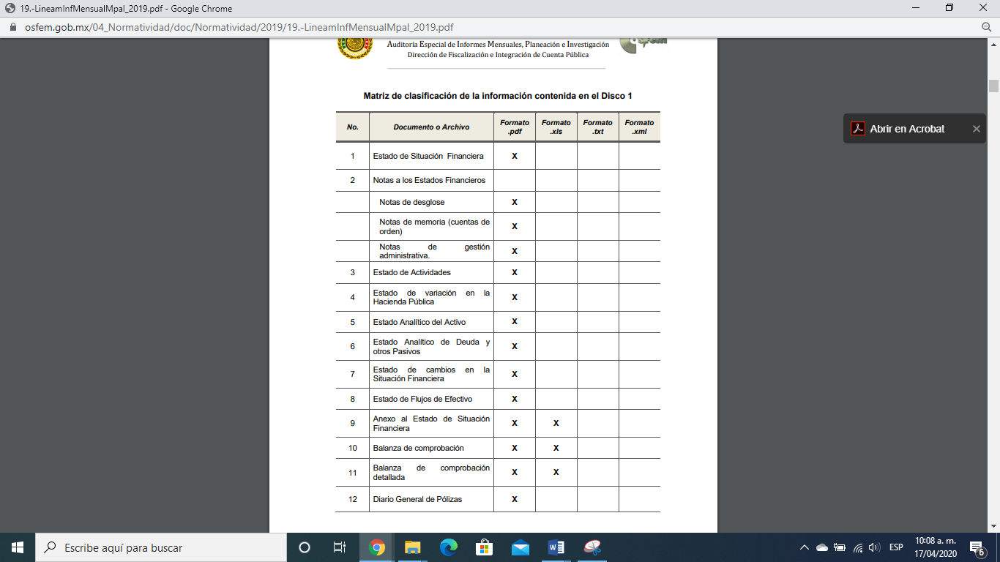 19.-LineamInfMensualMpal_2019.pdf - Google Chrome
osfem.gob.mx/04_Normatividad/doc/Normatividad/2019/19.-LineamInfMensualMpal_2019.pdf
Auditoría Especial de Informes Mensuales, Planeación e Investigación
Dirección de Fiscalización e Integración de Cuenta Pública
Matriz de clasificación de la información contenida en el Disco 1
No. Documento o Archivo Formato .pdf Formato .xls Formato .txt Formato .xml
1 Estado de Situación Financiera X
2 Notas a los Estados Financieros
Notas de desglose X
Notas de memoria (cuentas de
orden) X
Notas de gestión
administrativa. X
3 Estado de Actividades X
4 Estado de variación en la
Hacienda Pública X
5 Estado Analítico del Activo X
6 Estado Analítico de Deuda y
otros Pasivos X
7 Estado de cambios en la
Situación Financiera X
8 Estado de Flujos de Efectivo X
9 Anexo al Estado de Situación
Financiera X X
10 Balanza de comprobación X X
11 Balanza de comprobación
detallada X X
12 Diario General de Pólizas X
Abrir en Acrobat
Escribe aquí para buscar
ESP
10:08 a. m.
17/04/2020
6